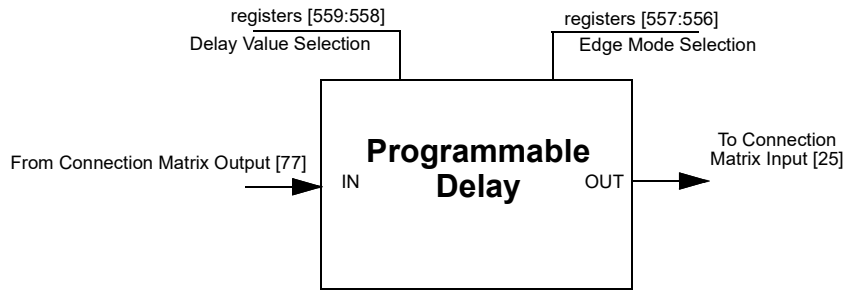 registers [559:558]
Delay Value Selection
registers [557:556]
Edge Mode Selection
From Connection Matrix Output [77]
IN
Programmable
Delay
OUT
To Connection
Matrix Input [25]